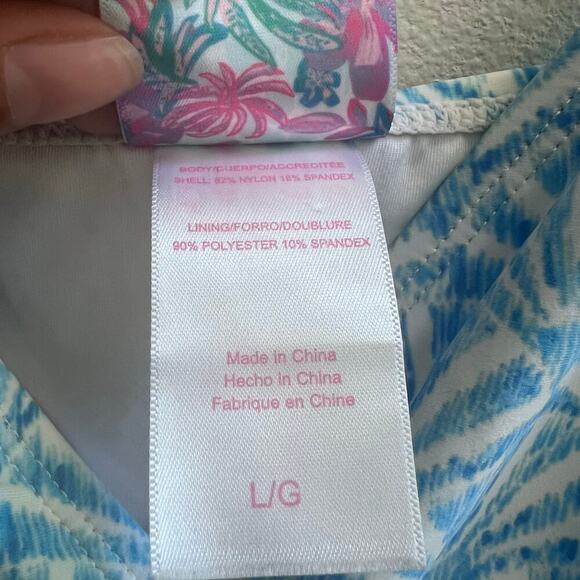 BODY/CUERPO/ACCREDITÉE
SHELL: 82% NYLON 18% SPANDEX
LINING/FORRO/DOUBLURE
90% POLYESTER 10% SPANDEX
Made in China
Hecho in China
Fabrique en Chine
L/G